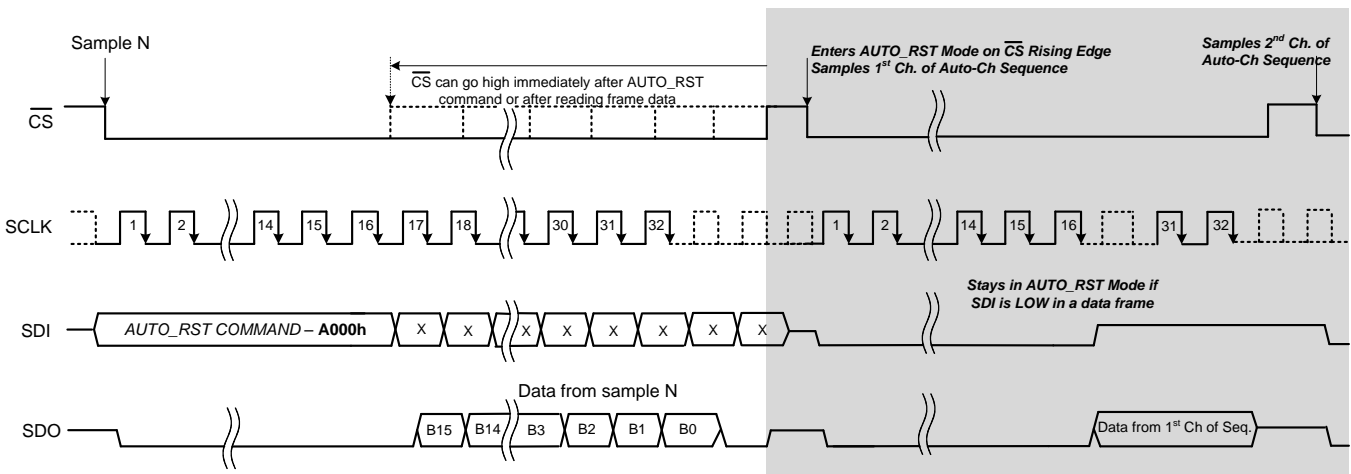 Sample N
CS can go high immediately after AUTO_RST
command or after reading frame data
Enters AUTO_RST Mode on CS Rising Edge
Samples 1st Ch. of Auto-Ch Sequence
Samples 2nd Ch. of
Auto-Ch Sequence
CS
SCLK
1 2 14 15 16 17 18 30 31 32 1 2 14 15 16 31 32
Stays in AUTO_RST Mode if
SDI is LOW in a data frame
SDI
AUTO_RST COMMAND – A000h X X X X X X X X
Data from sample N
SDO
B15 B14 B3 B2 B1 B0 Data from 1st Ch of Seq.